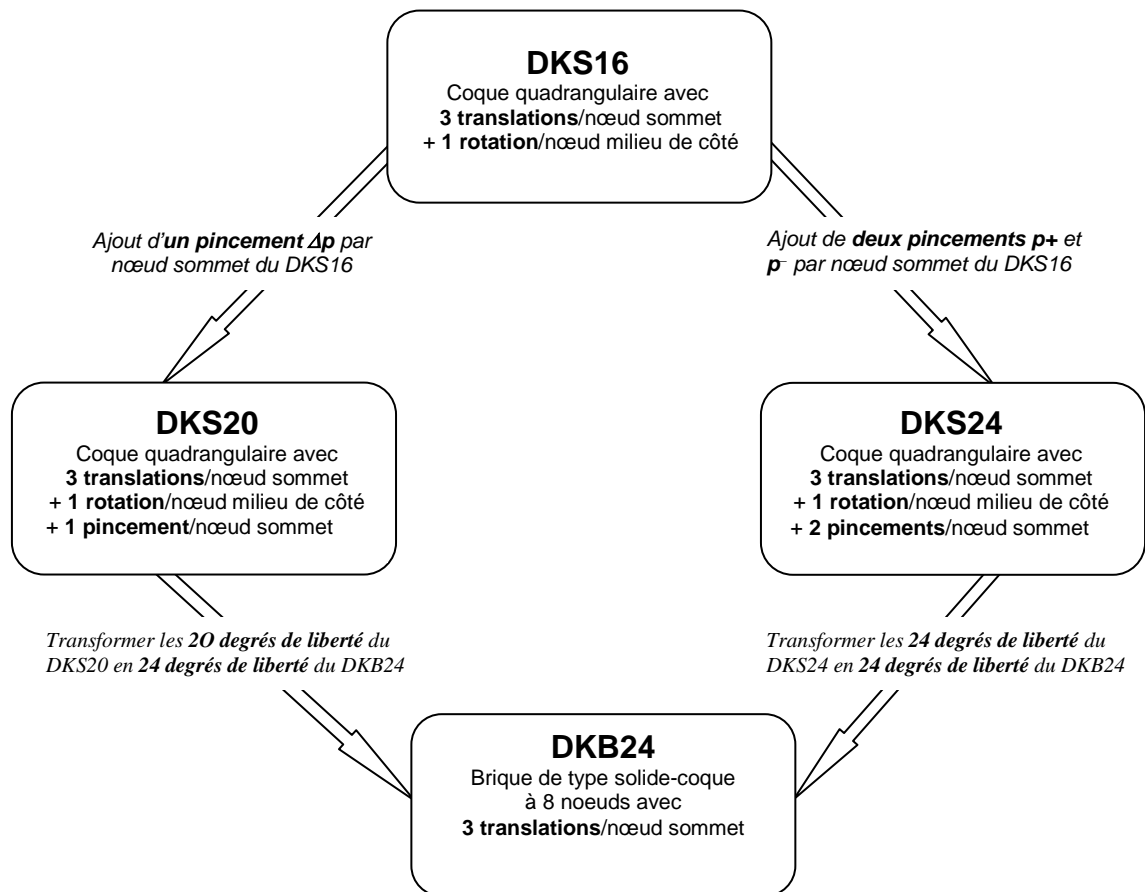 DKS16
Coque quadrangulaire avec
3 translations/nœud sommet
+ 1 rotation/nœud milieu de côté
Ajout d'un pincement Δp par
nœud sommet du DKS16
Ajout de deux pincements p+ et
p⁻ par nœud sommet du DKS16
DKS20
Coque quadrangulaire avec
3 translations/nœud sommet
+ 1 rotation/nœud milieu de côté
+ 1 pincement/nœud sommet
DKS24
Coque quadrangulaire avec
3 translations/nœud sommet
+ 1 rotation/nœud milieu de côté
+ 2 pincements/nœud sommet
Transformer les 2O degrés de liberté du
DKS20 en 24 degrés de liberté du DKB24
Transformer les 24 degrés de liberté du
DKS24 en 24 degrés de liberté du DKB24
DKB24
Brique de type solide-coque
à 8 noeuds avec
3 translations/nœud sommet